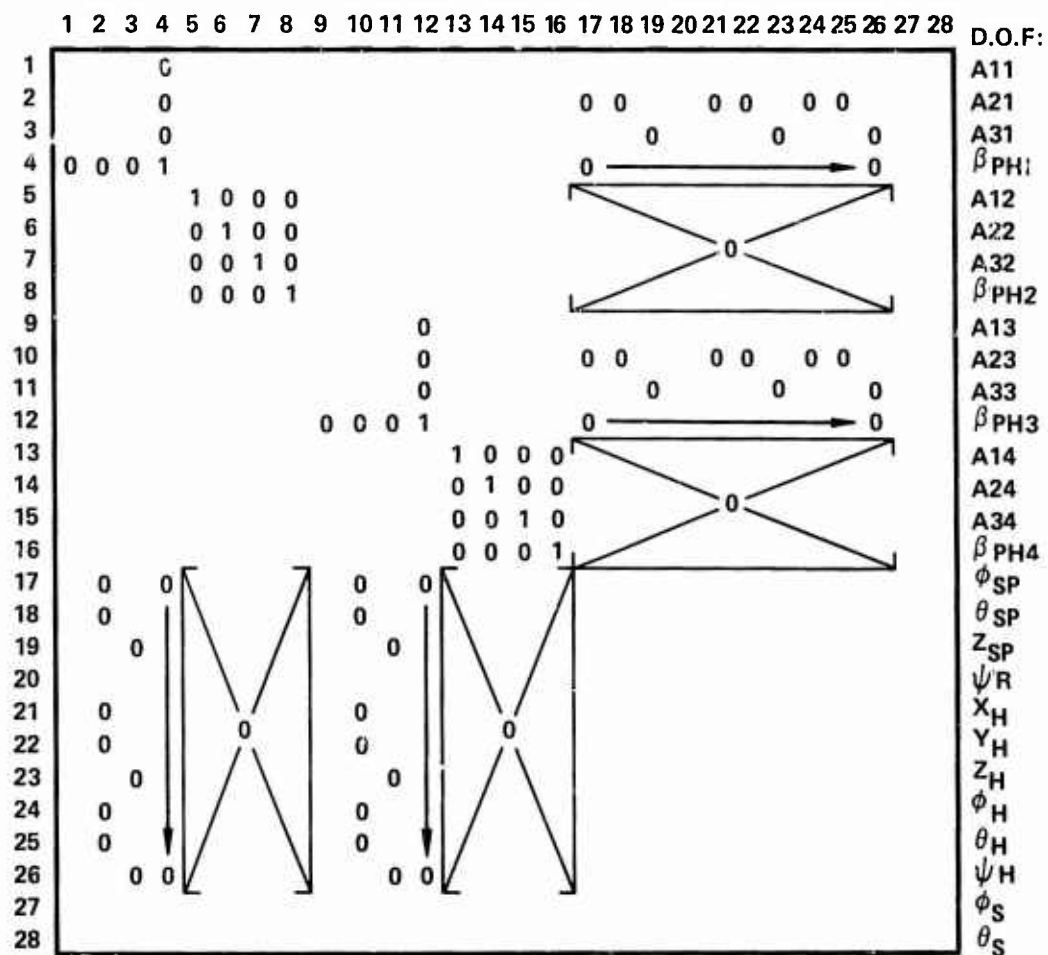 1 2 3 4 5 6 7 8 9 10 11 12 13 14 15 16 17 18 19 20 21 22 23 24 25 26 27 28 D.O.F:
1 0 A11
2 0 0 0 0 0 0 0 A21
3 0 0 0 0 A31
4 0 0 0 1 0 0 βPH1
5 1 0 0 0 A12
6 0 1 0 0 A22
0
7 0 0 1 0 A32
8 0 0 0 1 βPH2
9 0 A13
10 0 0 0 0 0 0 0 A23
11 0 0 0 0 A33
12 0 0 0 1 0 0 βPH3
13 1 0 0 0 A14
14 0 1 0 0 A24
0
15 0 0 1 0 A34
16 0 0 0 1 βPH4
17 0 0 0 0 ϕSP
18 0 0 θSP
19 0 0 ZSP
20 ψR
21 0 0 XH
0 0
22 0 0 YH
23 0 0 ZH
24 0 0 ϕH
25 0 0 θH
26 0 0 0 0 ψH
27 ϕS
28 θS